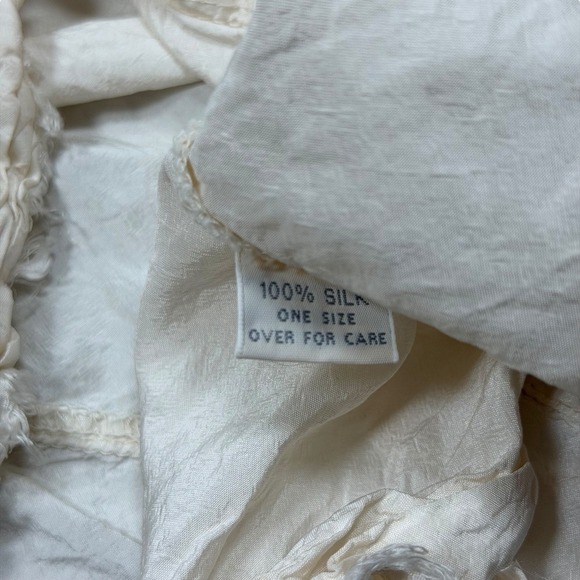 100% SILK
ONE SIZE
OVER FOR CARE